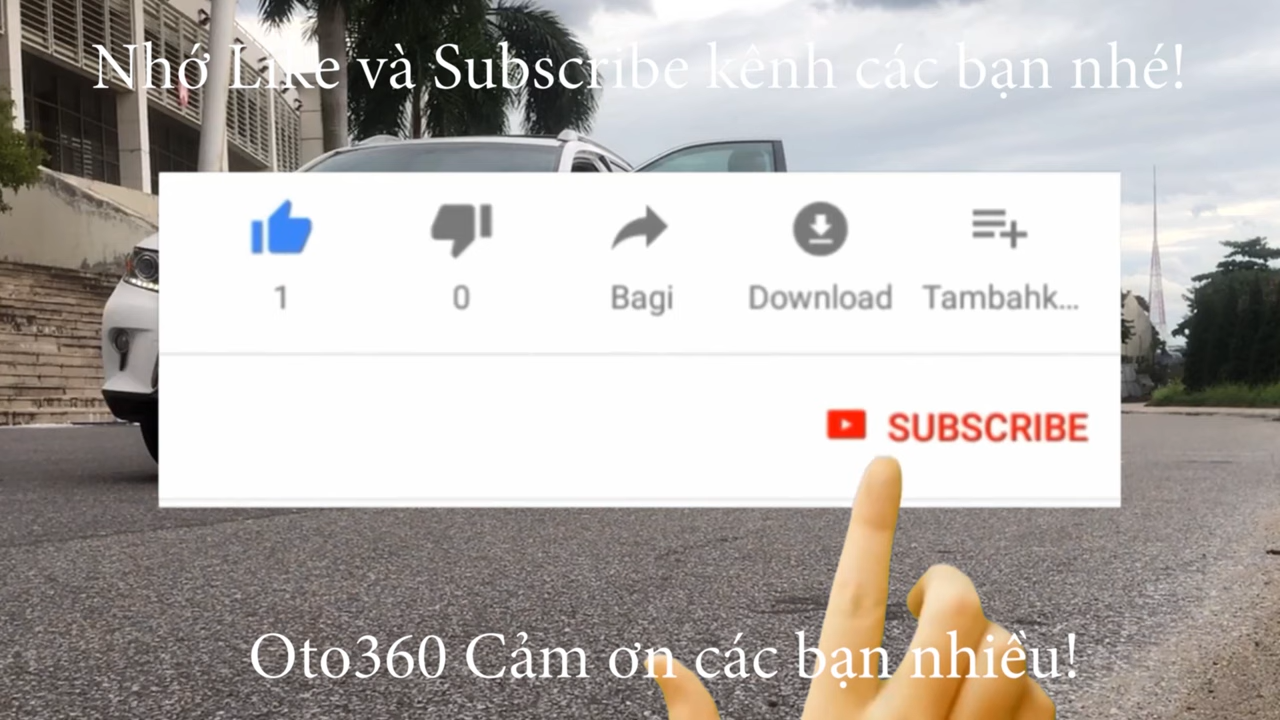 Nhớ Like và Subscribe kênh các bạn nhé!
1 0 Bagi Download Tambahk...
SUBSCRIBE
Oto360 Cảm ơn các bạn nhiều!